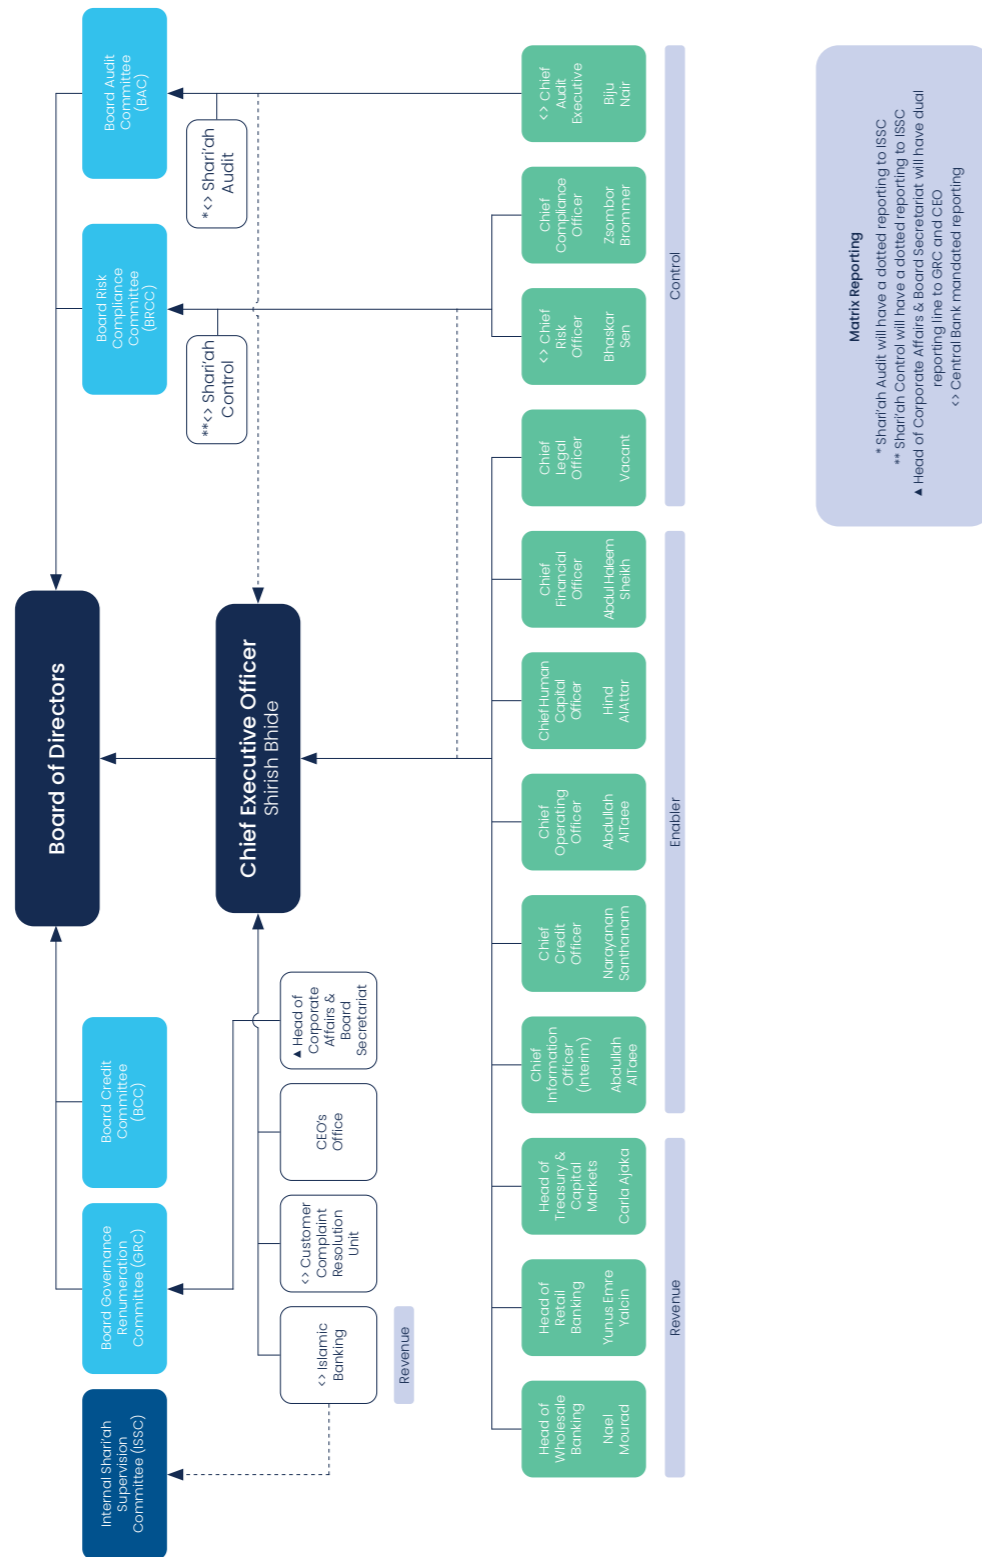 Board of Directors
Internal Shari'ah
Supervision
Committee (ISSC)
Board Governance
Renumeration
Committee (GRC)
Board Credit
Committee
(BCC)
Board Risk
Compliance
Committee
(BRCC)
Board Audit
Committee
(BAC)
Chief Executive Officer
Shirish Bhide
**<> Shari'ah
Control
*<> Shari'ah
Audit
<> Islamic
Banking
<> Customer
Complaint
Resolution
Unit
CEO's
Office
▲ Head of
Corporate
Affairs &
Board
Secretariat
Revenue
Head of
Wholesale
Banking
Nael
Mourad
Head of
Retail
Banking
Yunus Emre
Yalcin
Head of
Treasury &
Capital
Markets
Carla Ajaka
Chief
Information
Officer
(Interim)
Abdullah
AlTaee
Chief
Credit
Officer
Narayanan
Santhanam
Chief
Operating
Officer
Abdullah
AlTaee
Chief Human
Capital
Officer
Hind
AlAttar
Chief
Financial
Officer
Abdul Haleem
Sheikh
Chief
Legal
Officer
Vacant
<> Chief
Risk
Officer
Bhaskar
Sen
Chief
Compliance
Officer
Zsombor
Brommer
<> Chief
Audit
Executive
Biju
Nair
Revenue
Enabler
Control
Matrix Reporting
* Shari'ah Audit will have a dotted reporting to ISSC
** Shari'ah Control will have a dotted reporting to ISSC
▲ Head of Corporate Affairs & Board Secretariat will have dual
reporting line to GRC and CEO
<> Central Bank mandated reporting